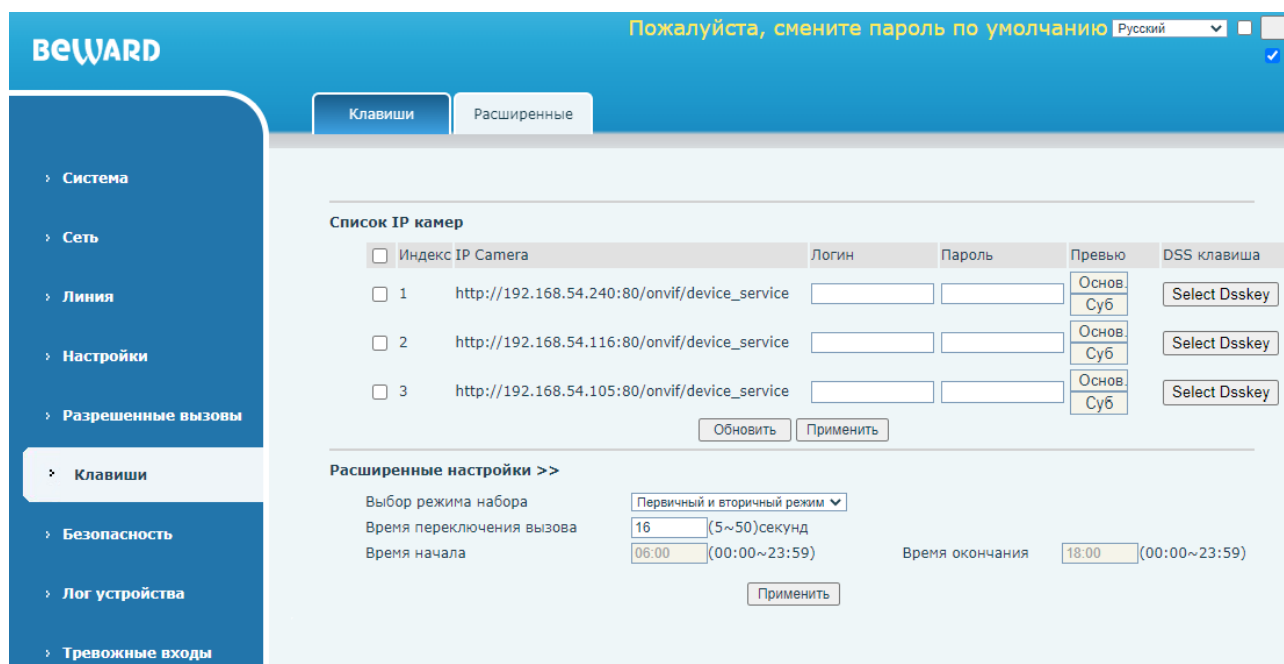 BEWARD
Пожалуйста, смените пароль по умолчанию Русский
Клавиши Расширенные
Система
Сеть
Линия
Настройки
Разрешенные вызовы
Клавиши
Безопасность
Лог устройства
Тревожные входы
Список IP камер
Индекс IP Camera Логин Пароль Превью DSS клавиша
1 http://192.168.54.240:80/onvif/device_service Основ. Суб Select Dsskey
2 http://192.168.54.116:80/onvif/device_service Основ. Суб Select Dsskey
3 http://192.168.54.105:80/onvif/device_service Основ. Суб Select Dsskey
Обновить Применить
Расширенные настройки >>
Выбор режима набора Первичный и вторичный режим
Время переключения вызова 16 (5~50)секунд
Время начала 06:00 (00:00~23:59) Время окончания 18:00 (00:00~23:59)
Применить